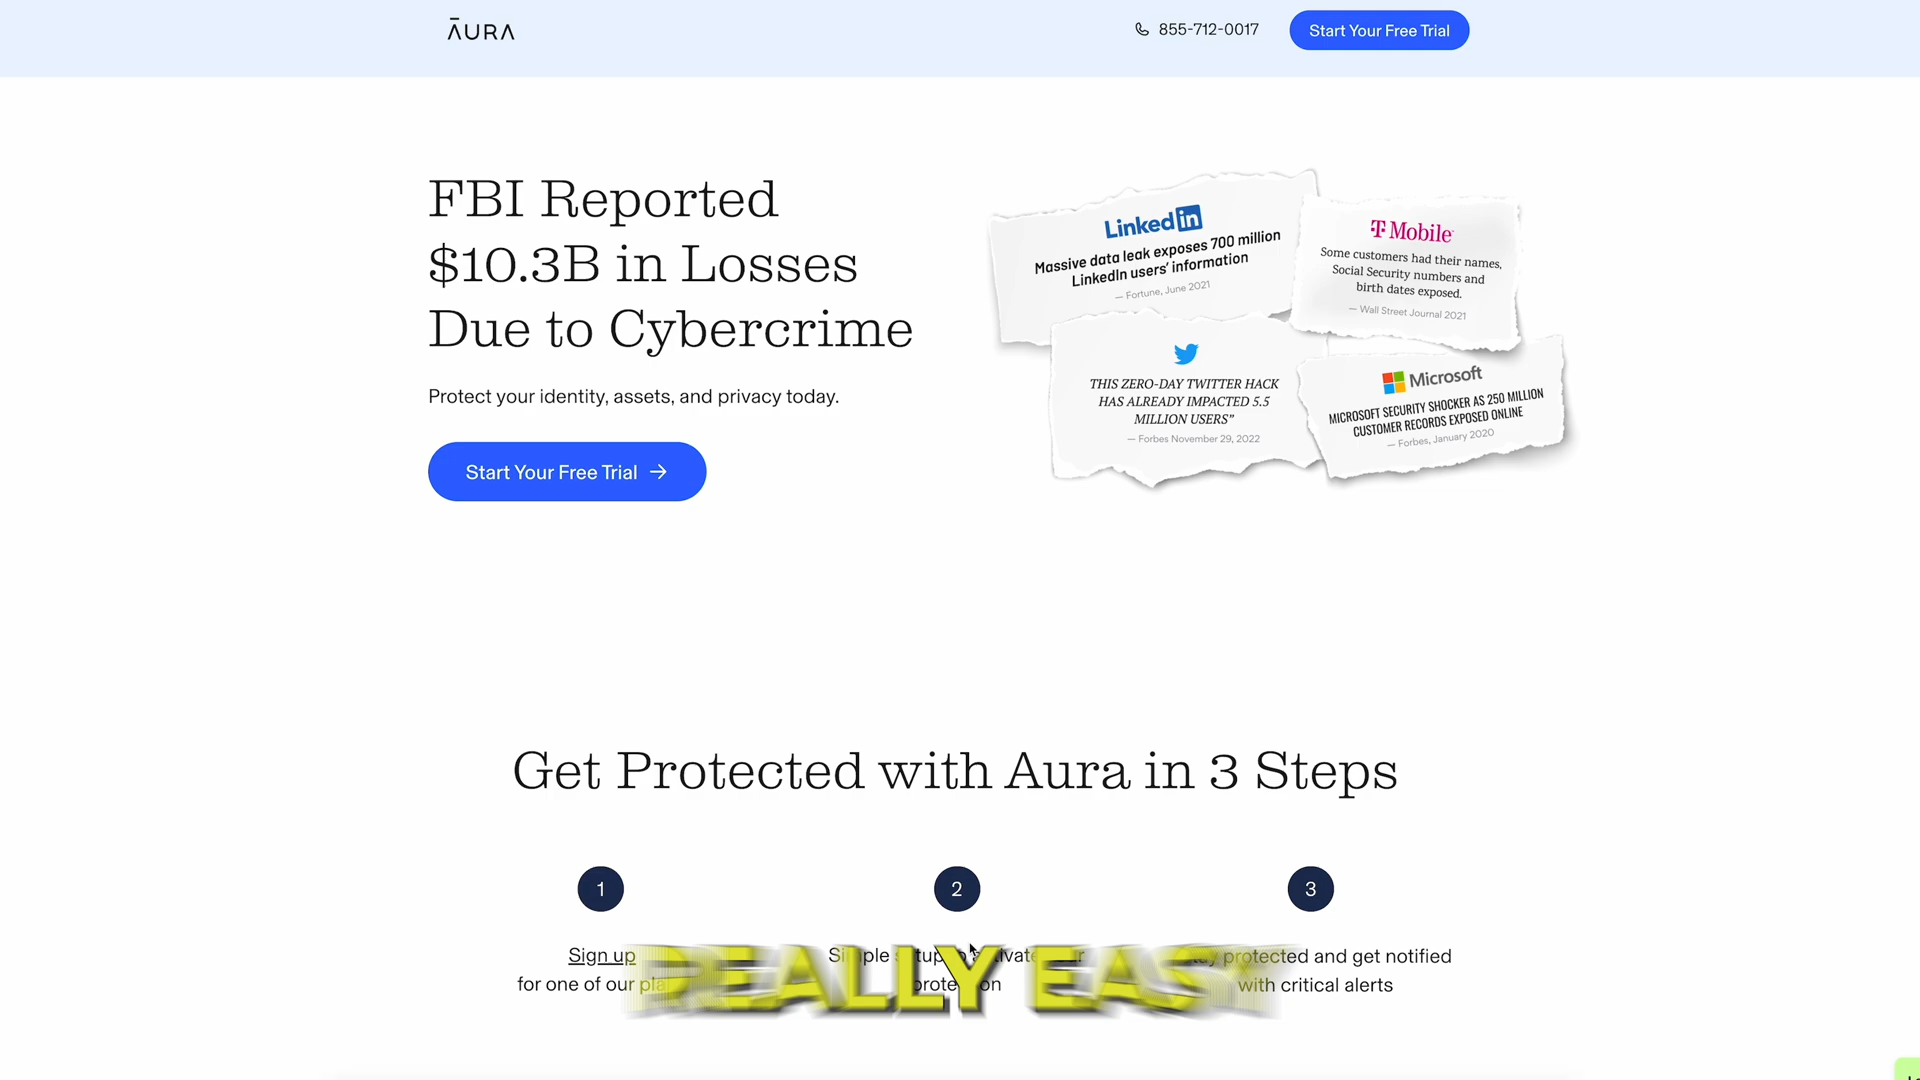 ĀURA
855-712-0017
Start Your Free Trial
FBI Reported
$10.3B in Losses
Due to Cybercrime
Protect your identity, assets, and privacy today.
Start Your Free Trial →
LinkedIn
Massive data leak exposes 700 million
LinkedIn users' information
— Fortune, June 2021
T Mobile
Some customers had their names,
Social Security numbers and
birth dates exposed.
— Wall Street Journal 2021
THIS ZERO-DAY TWITTER HACK
HAS ALREADY IMPACTED 5.5
MILLION USERS”
— Forbes November 29, 2022
Microsoft
MICROSOFT SECURITY SHOCKER AS 250 MILLION
CUSTOMER RECORDS EXPOSED ONLINE
— Forbes, January 2020
Get Protected with Aura in 3 Steps
1
2
3
Sign up
for one of our
protected and get notified
with critical alerts
REALLY EASY